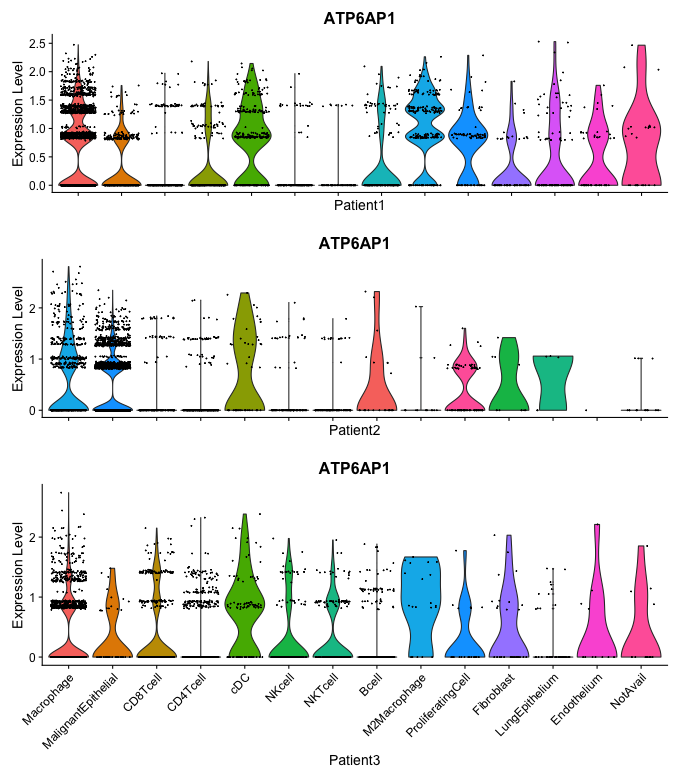 ATP6AP1
Expression Level
2.5
2.0
1.5
1.0
0.5
0.0
Patient1
ATP6AP1
Expression Level
2
1
0
Patient2
ATP6AP1
Expression Level
2
1
0
Macrophage
MalignantEpithelial
CD8Tcell
CD4Tcell
cDC
NKcell
NKTcell
Bcell
M2Macrophage
ProliferatingCell
Fibroblast
LungEpithelium
Endothelium
NotAvail
Patient3